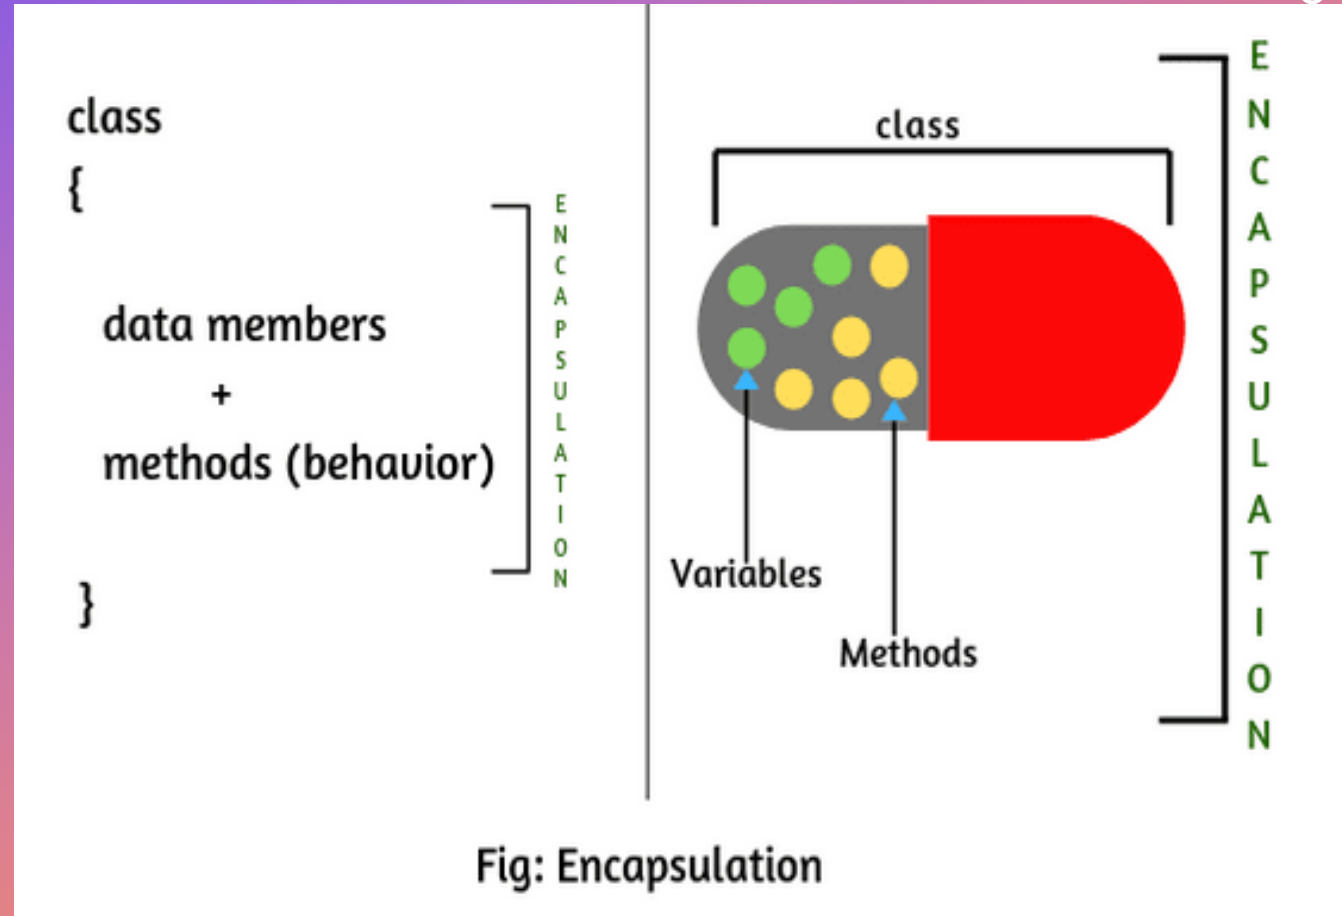 class
{
data members
+
methods (behavior)
}
ENCAPSULATION
class
Variables
Methods
ENCAPSULATION
Fig: Encapsulation